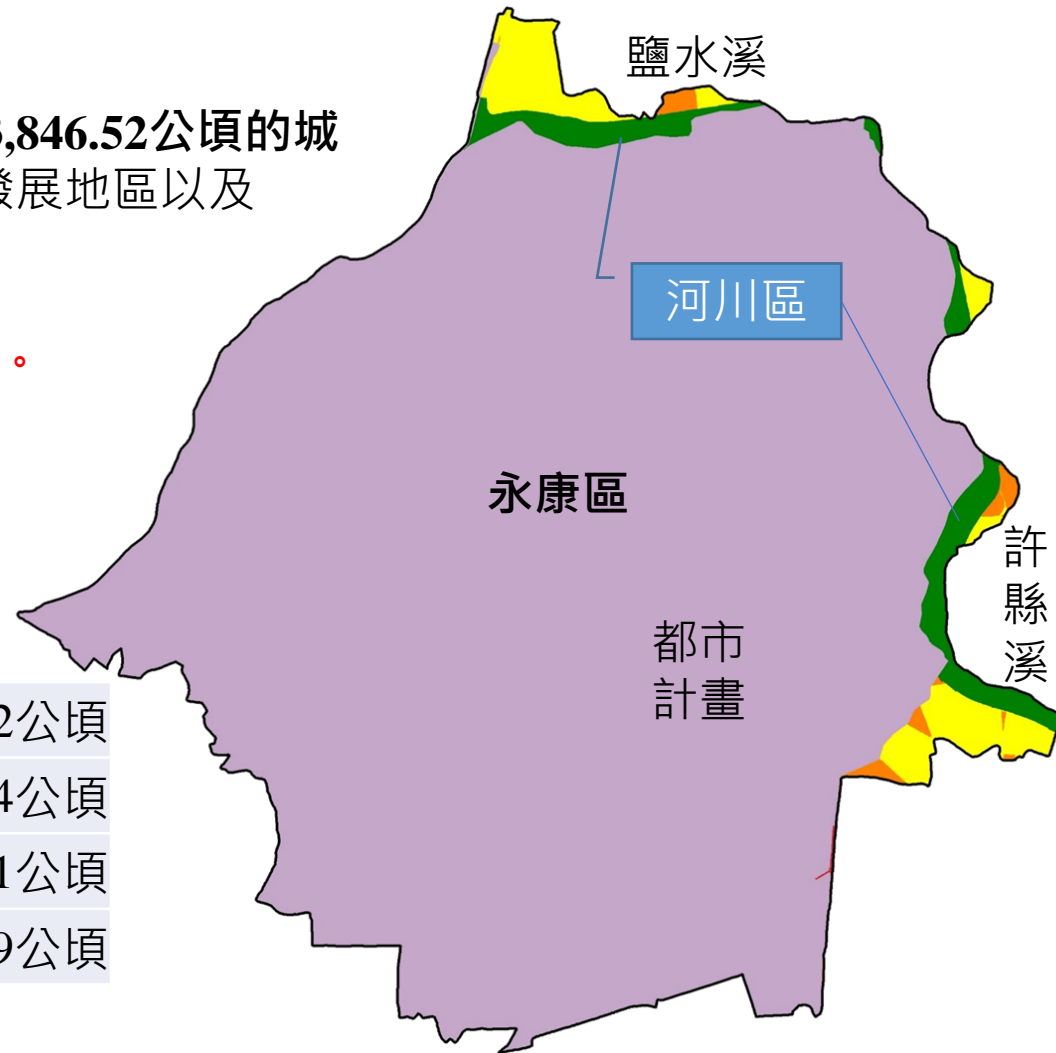 鹽水溪
,846.52公頃的城
發展地區以及
。
河川區
永康區
許縣溪
都市
計畫
2公頃
4公頃
1公頃
9公頃